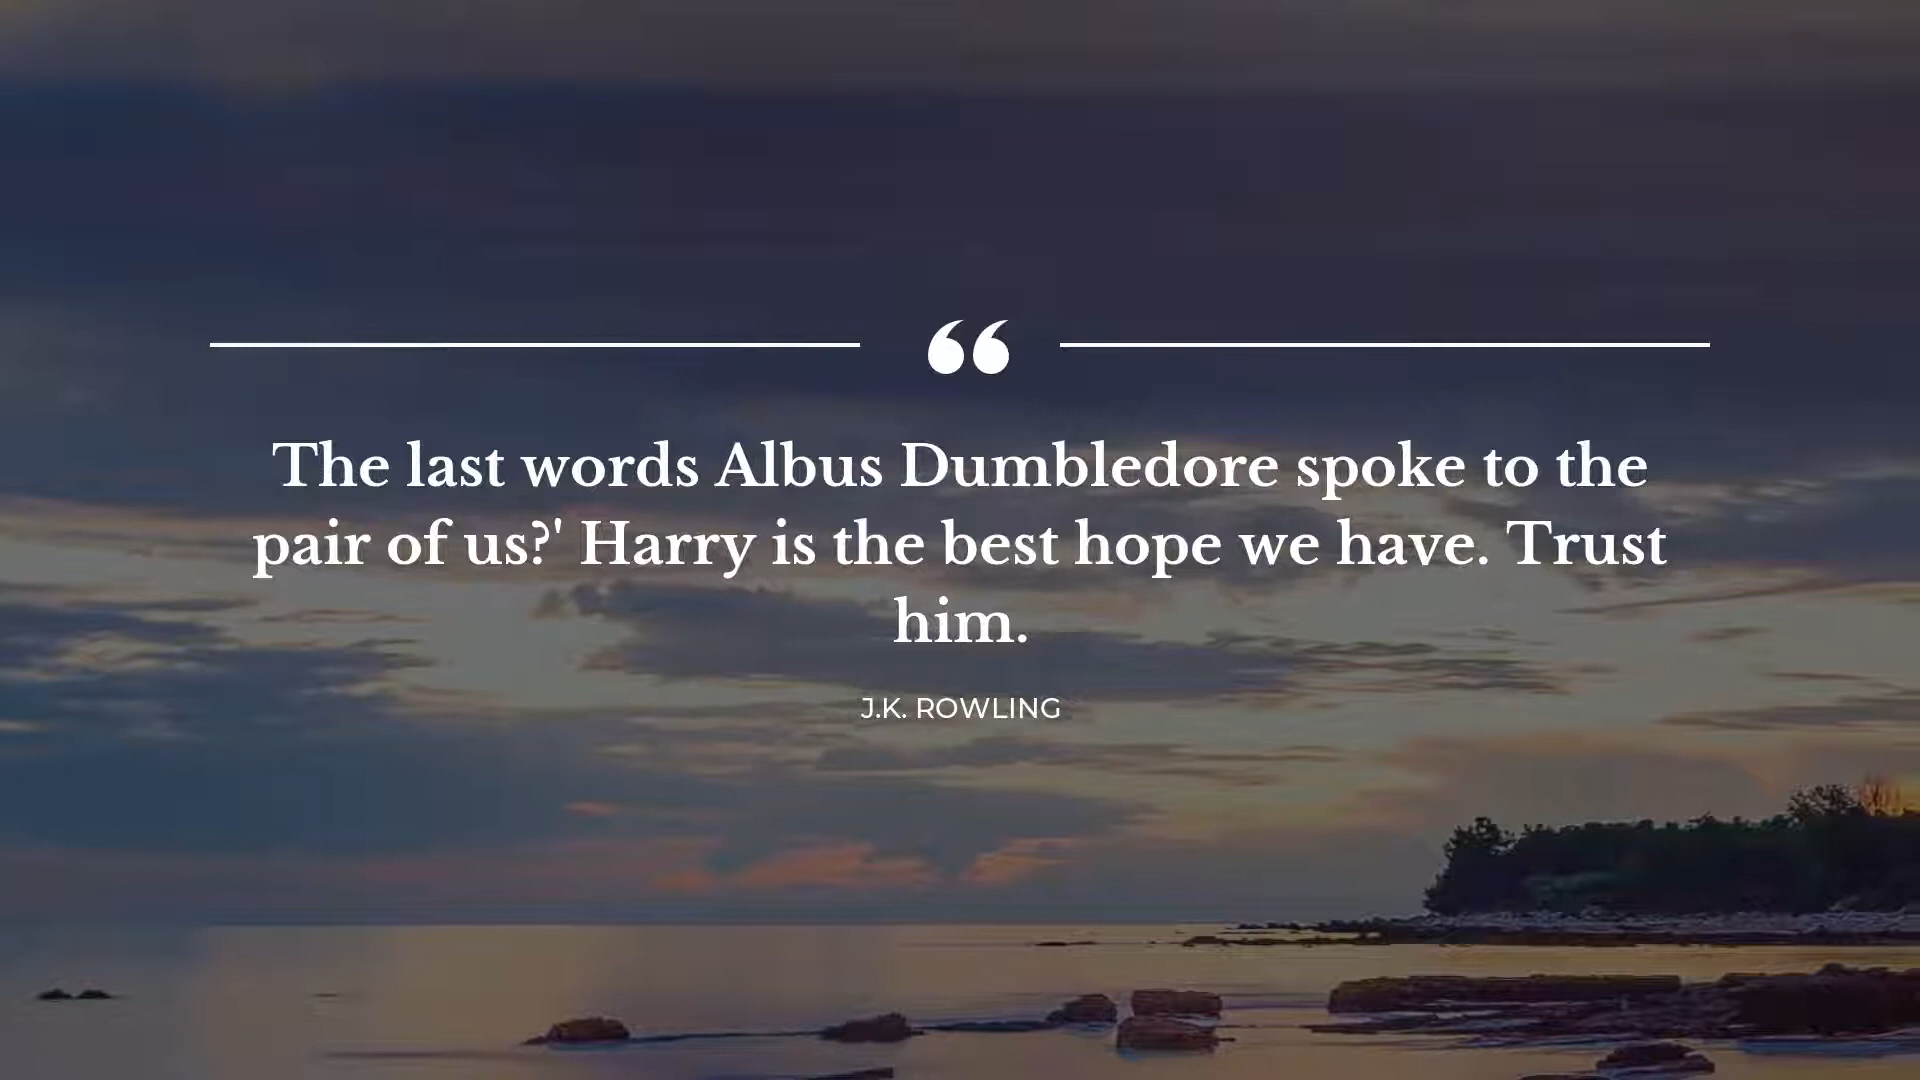 “
The last words Albus Dumbledore spoke to the
pair of us?' Harry is the best hope we have. Trust
him.
J.K. ROWLING